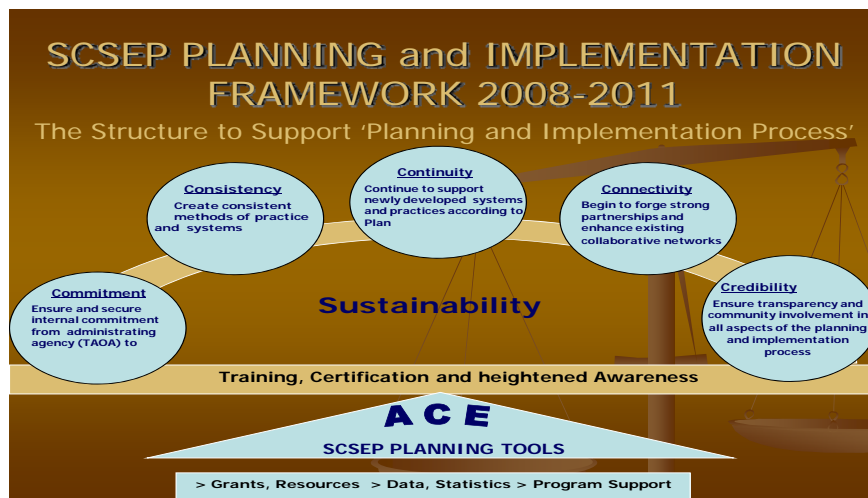 SCSEP PLANNING and IMPLEMENTATION
FRAMEWORK 2008-2011
The Structure to Support ‘Planning and Implementation Process’
Commitment
Ensure and secure
internal commitment
from administrating
agency (TAOA) to
Consistency
Create consistent
methods of practice
and systems
Continuity
Continue to support
newly developed systems
and practices according to
Plan
Connectivity
Begin to forge strong
partnerships and
enhance existing
collaborative networks
Credibility
Ensure transparency and
community involvement in
all aspects of the planning
and implementation
process
Sustainability
Training, Certification and heightened Awareness
ACE
SCSEP PLANNING TOOLS
> Grants, Resources > Data, Statistics > Program Support